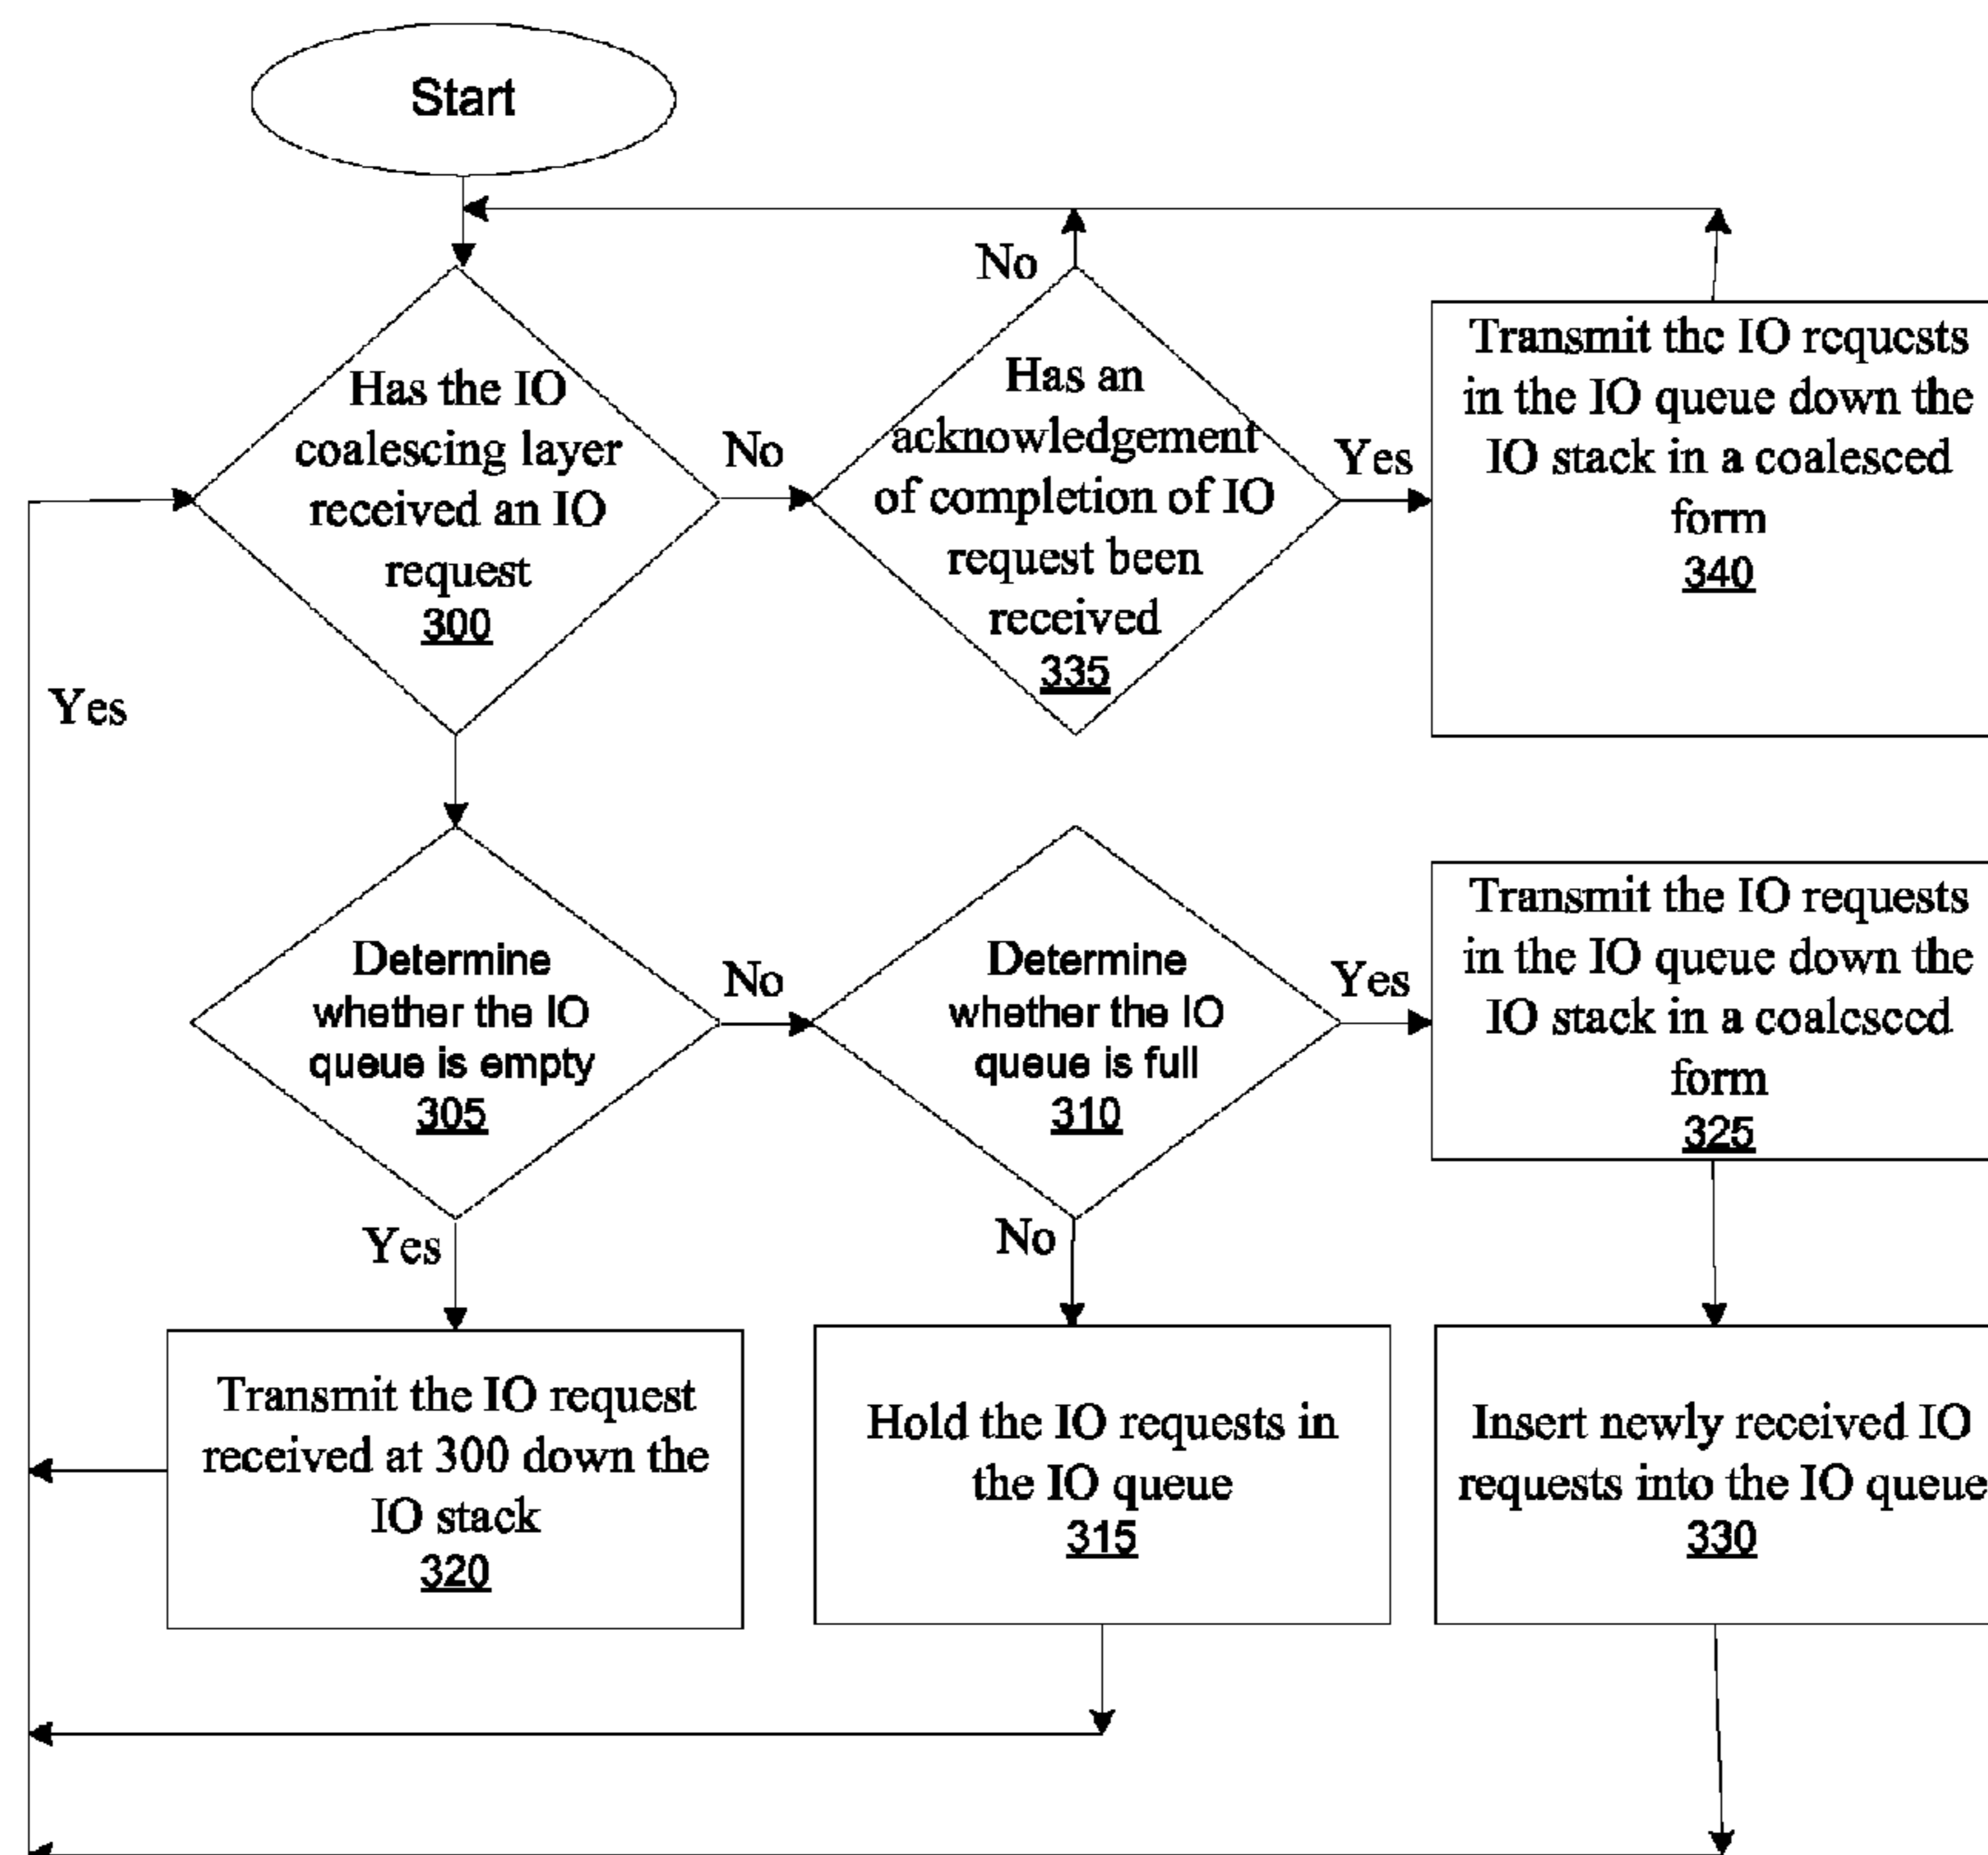 Start
Has the IO
coalescing layer
received an IO
request
300
No
Has an
acknowledgement
of completion of IO
request been
received
335
No
Yes
Transmit the IO requests
in the IO queue down the
IO stack in a coalesced
form
340
Yes
Determine
whether the IO
queue is empty
305
No
Determine
whether the IO
queue is full
310
Yes
Transmit the IO requests
in the IO queue down the
IO stack in a coalesced
form
325
Yes
No
Transmit the IO request
received at 300 down the
IO stack
320
Hold the IO requests in
the IO queue
315
Insert newly received IO
requests into the IO queue
330